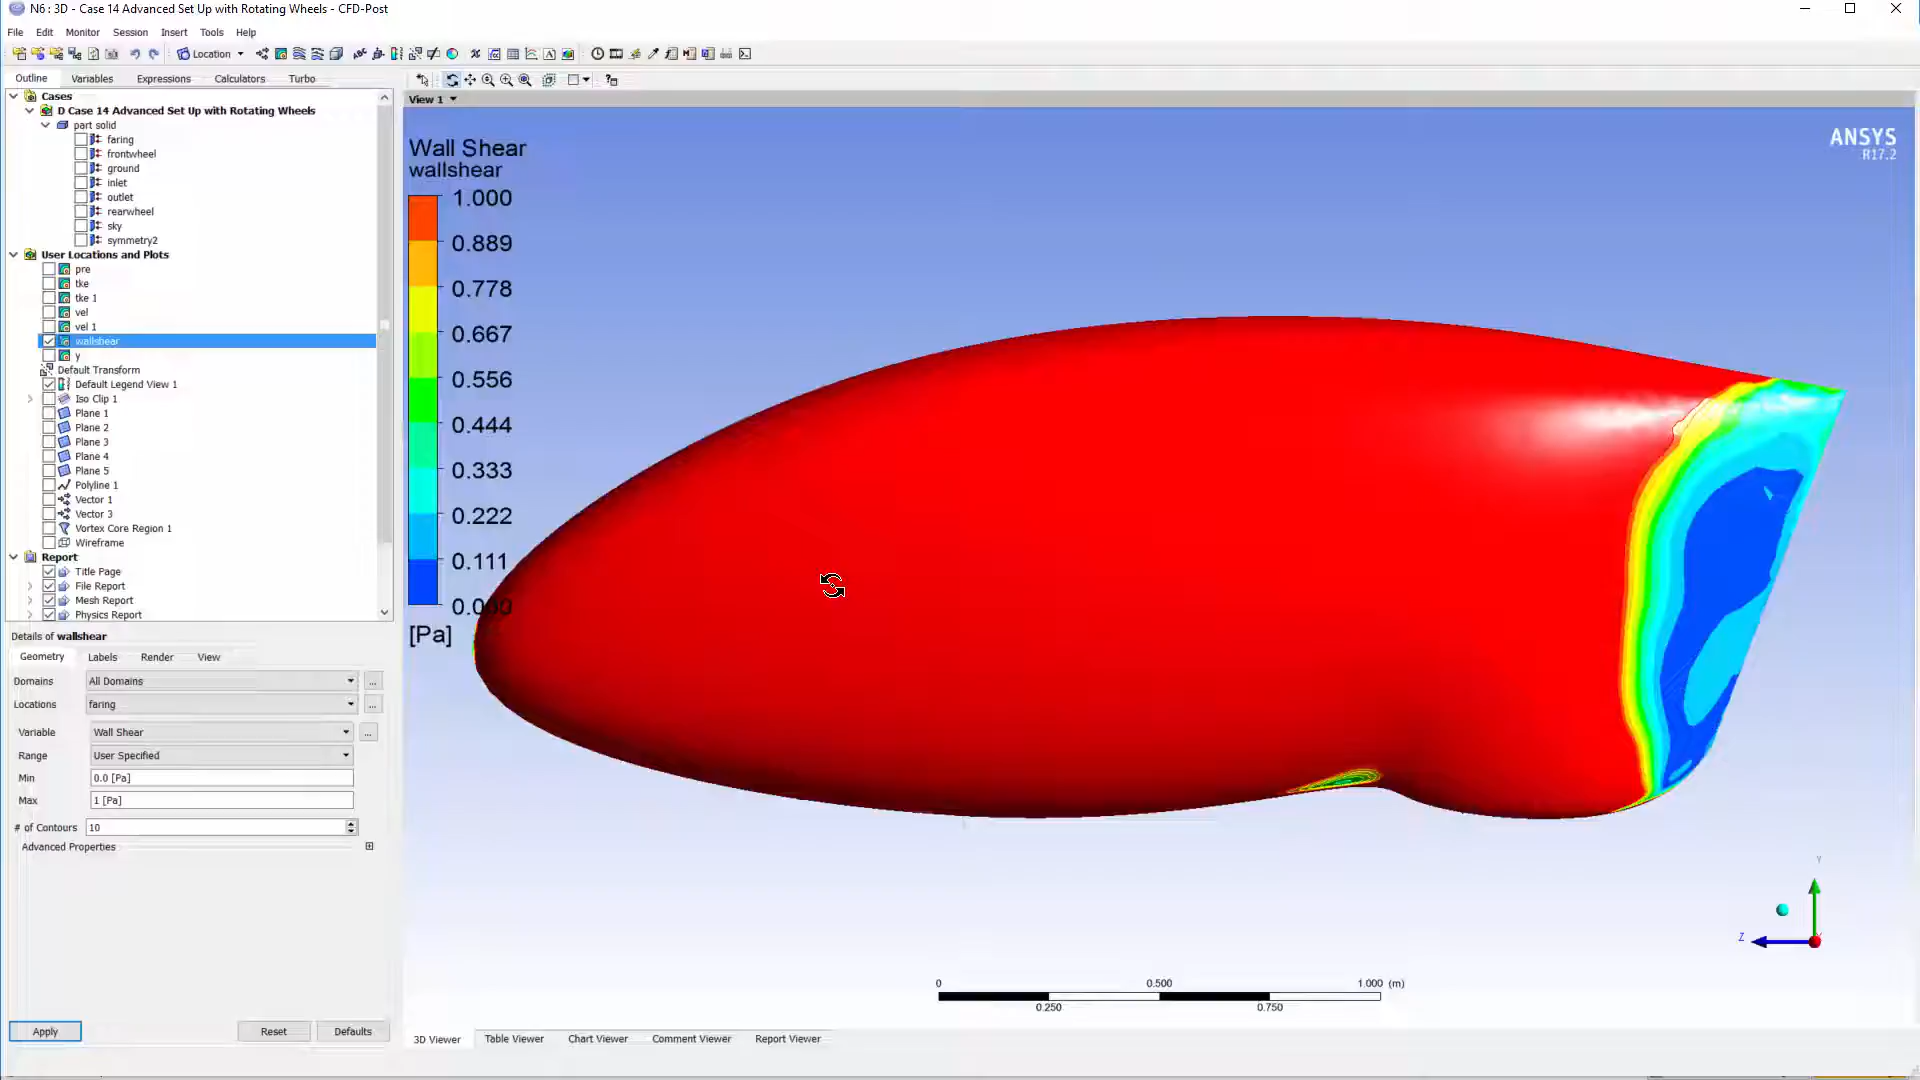 N6 : 3D - Case 14 Advanced Set Up with Rotating Wheels - CFD-Post
File Edit Monitor Session Insert Tools Help
Location
Outline Variables Expressions Calculators Turbo
Cases
D Case 14 Advanced Set Up with Rotating Wheels
part solid
faring
frontwheel
ground
inlet
outlet
rearwheel
sky
symmetry2
User Locations and Plots
pre
tke
tke 1
vel
vel 1
wallshear
y
Default Transform
Default Legend View 1
Iso Clip 1
Plane 1
Plane 2
Plane 3
Plane 4
Plane 5
Polyline 1
Vector 1
Vector 3
Vortex Core Region 1
Wireframe
Report
Title Page
File Report
Mesh Report
Physics Report
Details of wallshear
Geometry Labels Render View
Domains All Domains ...
Locations faring ...
Variable Wall Shear ...
Range User Specified
Min 0.0 [Pa]
Max 1 [Pa]
# of Contours 10
Advanced Properties
Apply Reset Defaults
View 1
Wall Shear
wallshear
1.000
0.889
0.778
0.667
0.556
0.444
0.333
0.222
0.111
0.000
[Pa]
ANSYS
R17.2
Y
Z
0 0.500 1.000 (m)
0.250 0.750
3D Viewer Table Viewer Chart Viewer Comment Viewer Report Viewer